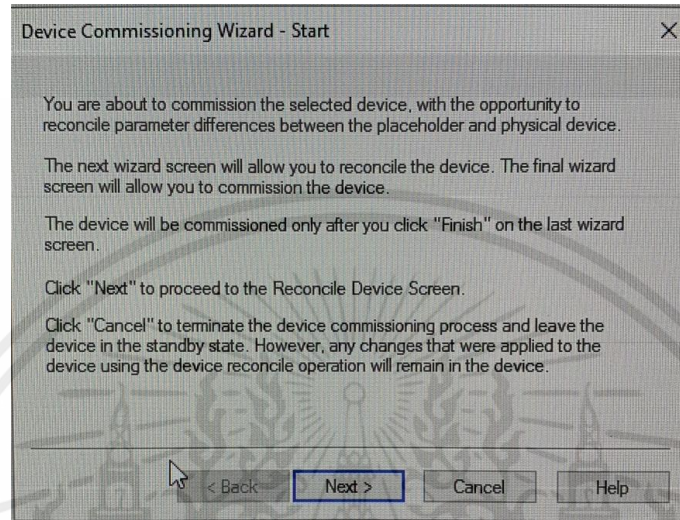 Device Commissioning Wizard - Start
You are about to commission the selected device, with the opportunity to
reconcile parameter differences between the placeholder and physical device.
The next wizard screen will allow you to reconcile the device. The final wizard
screen will allow you to commission the device.
The device will be commissioned only after you click "Finish" on the last wizard
screen.
Click "Next" to proceed to the Reconcile Device Screen.
Click "Cancel" to terminate the device commissioning process and leave the
device in the standby state. However, any changes that were applied to the
device using the device reconcile operation will remain in the device.
< Back Next > Cancel Help